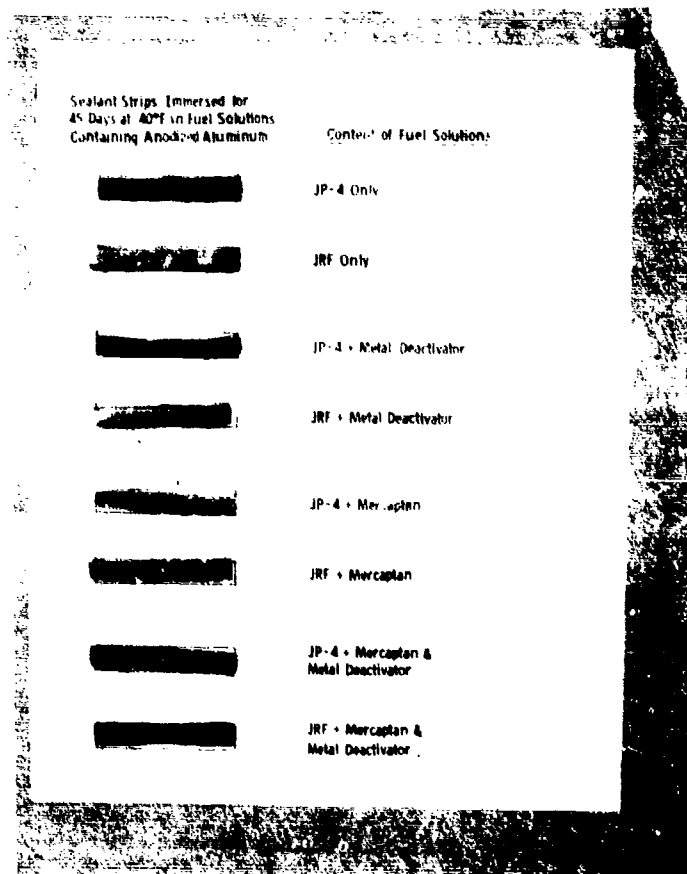 Sealant Strips Immersed for
45 Days at 140°F in Fuel Solutions
Containing Anodized Aluminum
Content of Fuel Solutions
JP-4 Only
JRF Only
JP-4 + Metal Deactivator
JRF + Metal Deactivator
JP-4 + Mercaptan
JRF + Mercaptan
JP-4 + Mercaptan &
Metal Deactivator
JRF + Mercaptan &
Metal Deactivator